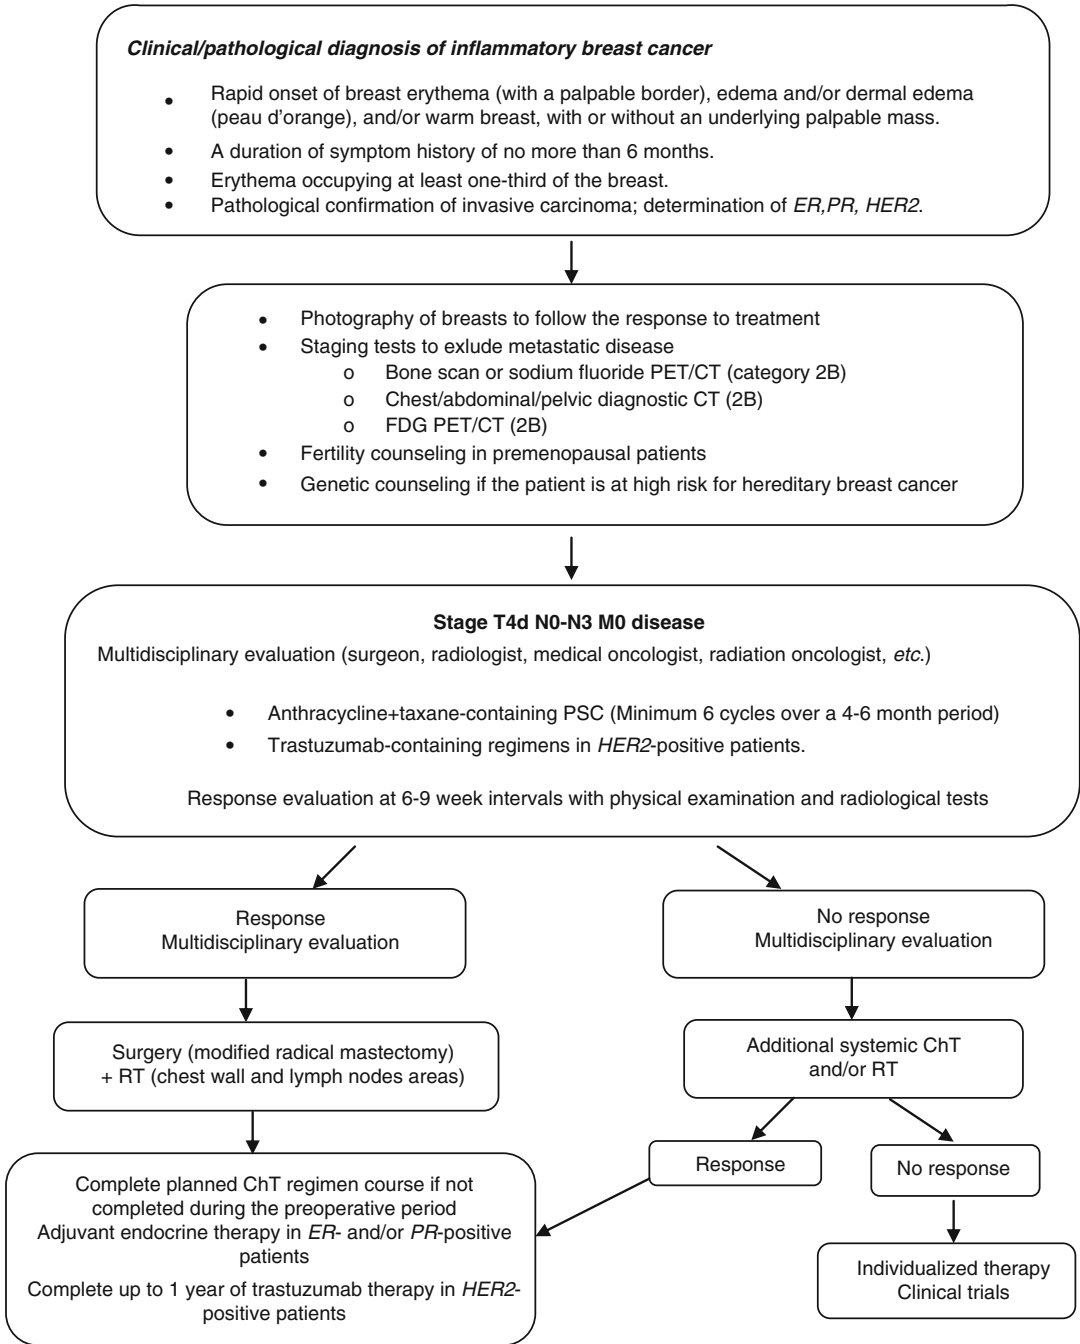 Clinical/pathological diagnosis of inflammatory breast cancer
• Rapid onset of breast erythema (with a palpable border), edema and/or dermal edema
(peau d'orange), and/or warm breast, with or without an underlying palpable mass.
• A duration of symptom history of no more than 6 months.
• Erythema occupying at least one-third of the breast.
• Pathological confirmation of invasive carcinoma; determination of ER,PR, HER2.
• Photography of breasts to follow the response to treatment
• Staging tests to exlude metastatic disease
o Bone scan or sodium fluoride PET/CT (category 2B)
o Chest/abdominal/pelvic diagnostic CT (2B)
o FDG PET/CT (2B)
• Fertility counseling in premenopausal patients
• Genetic counseling if the patient is at high risk for hereditary breast cancer
Stage T4d N0-N3 M0 disease
Multidisciplinary evaluation (surgeon, radiologist, medical oncologist, radiation oncologist, etc.)
• Anthracycline+taxane-containing PSC (Minimum 6 cycles over a 4-6 month period)
• Trastuzumab-containing regimens in HER2-positive patients.
Response evaluation at 6-9 week intervals with physical examination and radiological tests
Response
Multidisciplinary evaluation
No response
Multidisciplinary evaluation
Surgery (modified radical mastectomy)
+ RT (chest wall and lymph nodes areas)
Additional systemic ChT
and/or RT
Response
No response
Complete planned ChT regimen course if not
completed during the preoperative period
Adjuvant endocrine therapy in ER- and/or PR-positive
patients
Complete up to 1 year of trastuzumab therapy in HER2-
positive patients
Individualized therapy
Clinical trials